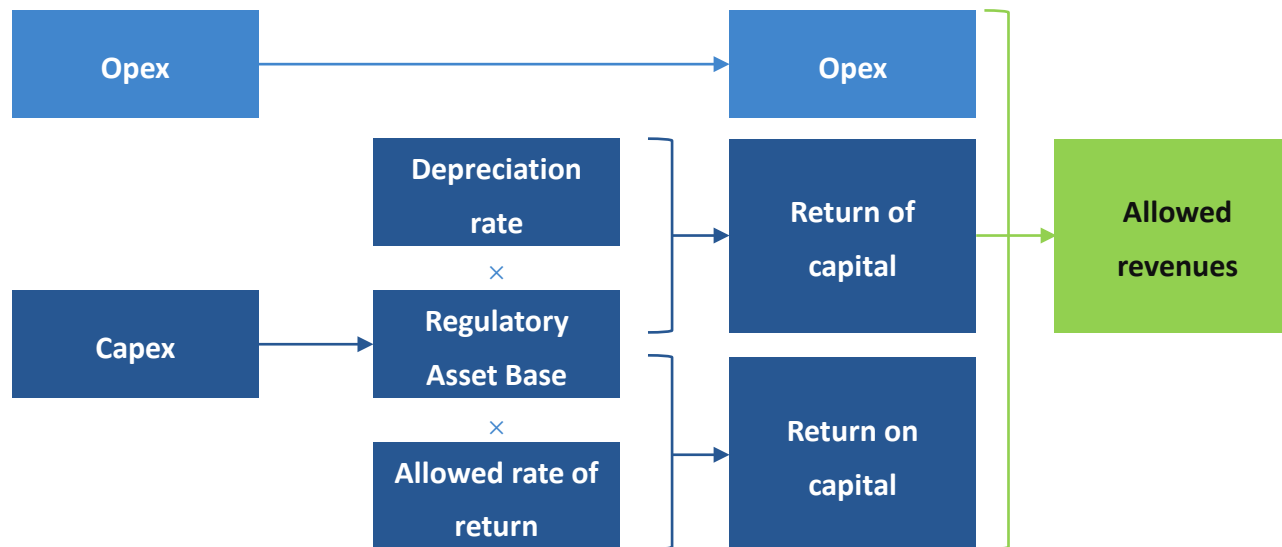 Opex
Opex
Depreciation
rate
×
Return of
capital
Allowed
revenues
Capex
Regulatory
Asset Base
×
Allowed rate of
return
Return on
capital